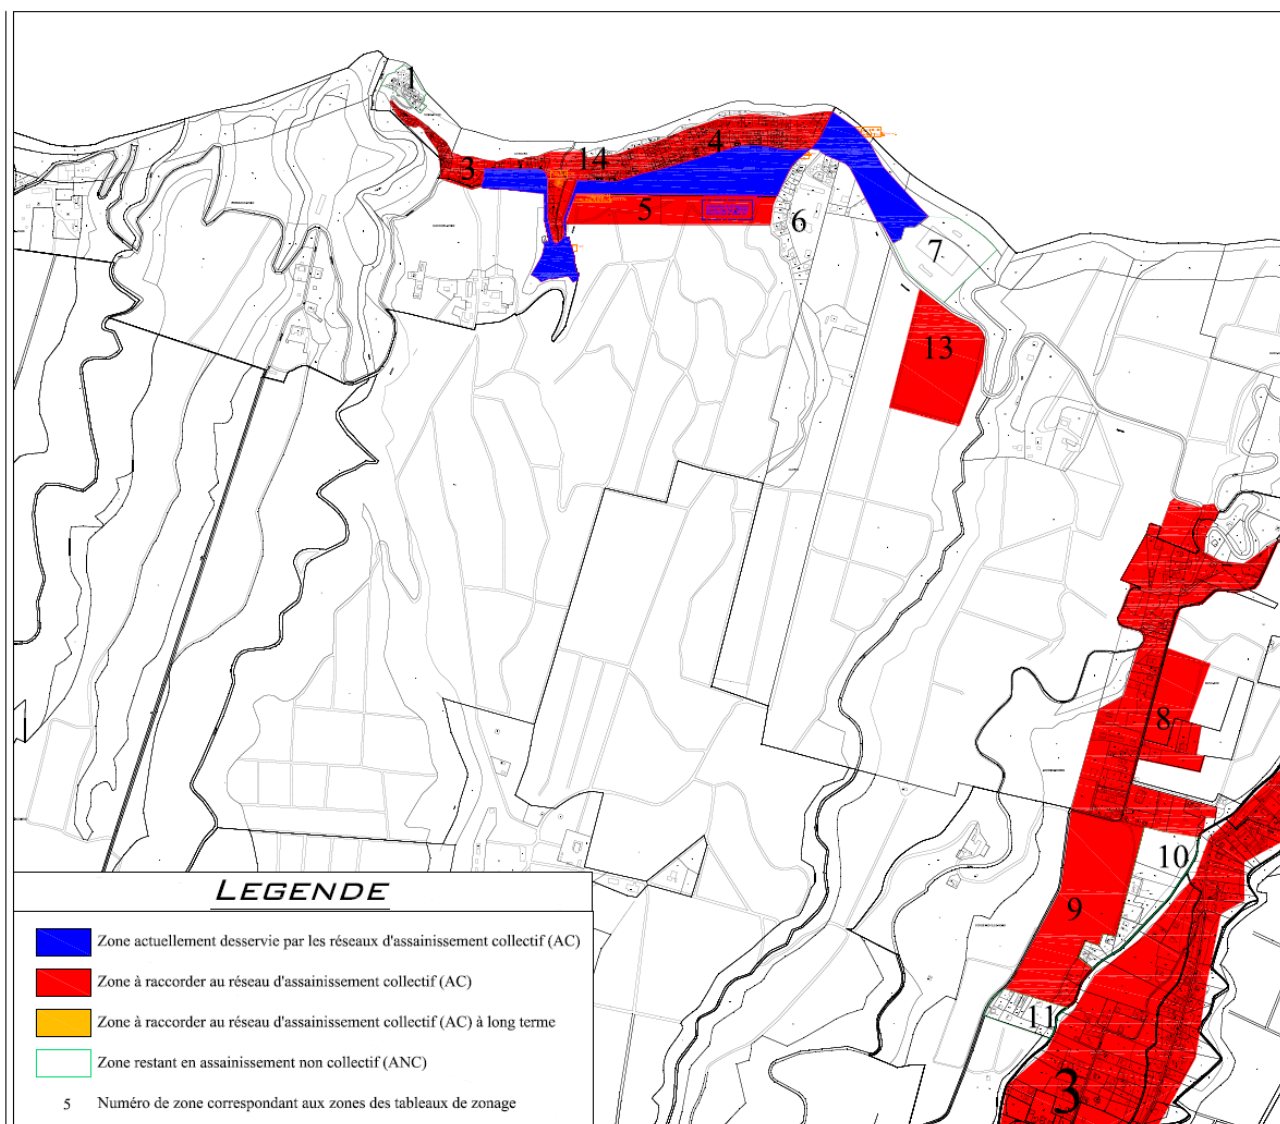 1
3
14
4
5
6
7
13
8
10
9
11
3
LEGENDE
Zone actuellement desservie par les réseaux d'assainissement collectif (AC)
Zone à raccorder au réseau d'assainissement collectif (AC)
Zone à raccorder au réseau d'assainissement collectif (AC) à long terme
Zone restant en assainissement non collectif (ANC)
5 Numéro de zone correspondant aux zones des tableaux de zonage